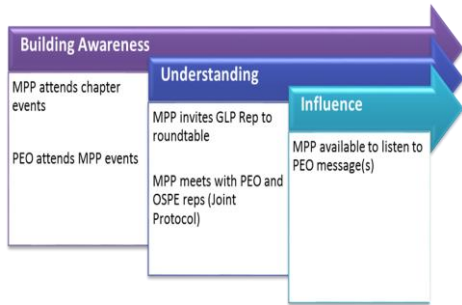 Building Awareness
MPP attends chapter
events
PEO attends MPP events
Understanding
MPP invites GLP Rep to
roundtable
MPP meets with PEO and
OSPE reps (Joint
Protocol)
Influence
MPP available to listen to
PEO message(s)